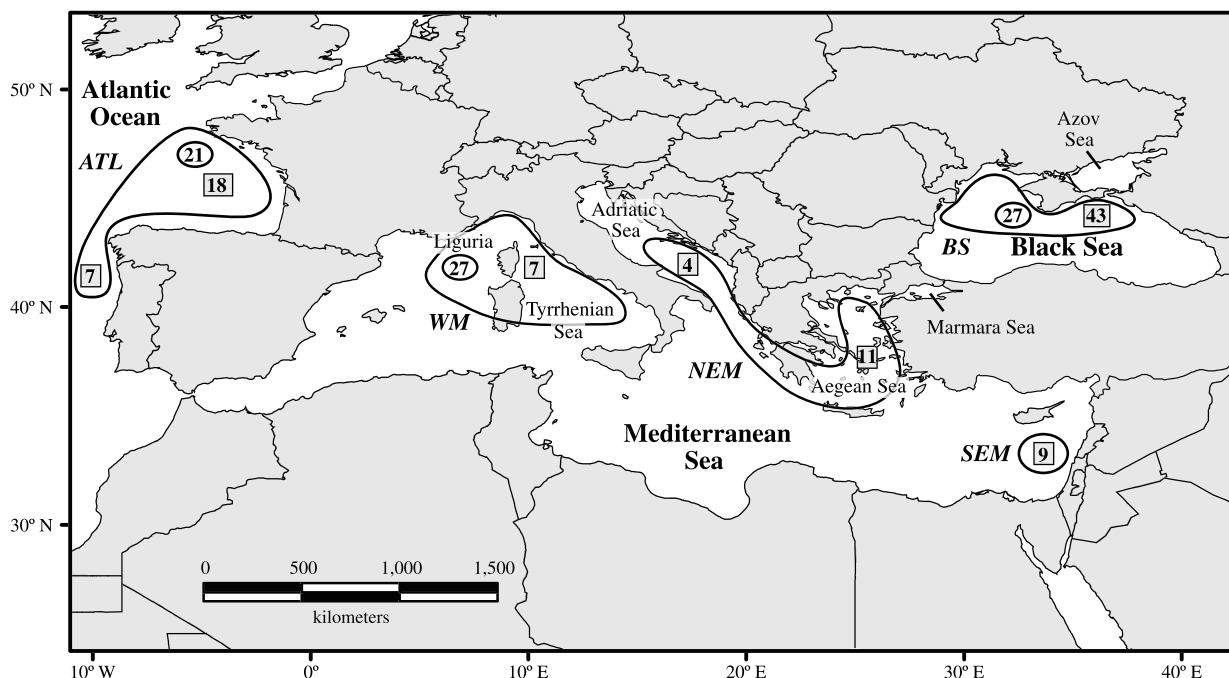 50° N
40° N
30° N
Atlantic
Ocean
ATL
21
18
7
Liguria
27
7
WM
Tyrrhenian
Sea
Adriatic
Sea
4
NEM
11
Aegean Sea
Mediterranean
Sea
SEM
9
Azov
Sea
27
43
BS
Black Sea
Marmara Sea
0 500 1,000 1,500
kilometers
10° W 0° 10° E 20° E 30° E 40° E